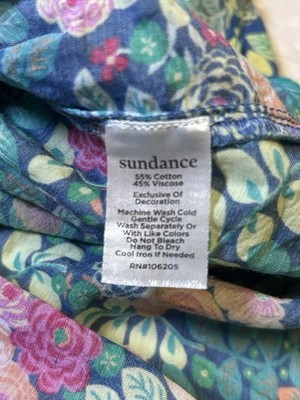 sundance
55% Cotton
45% Viscose
Exclusive Of
Decoration
Machine Wash Cold
Gentle Cycle
Wash Separately Or
With Like Colors
Do Not Bleach
Hang To Dry
Cool Iron If Needed
RN#106205